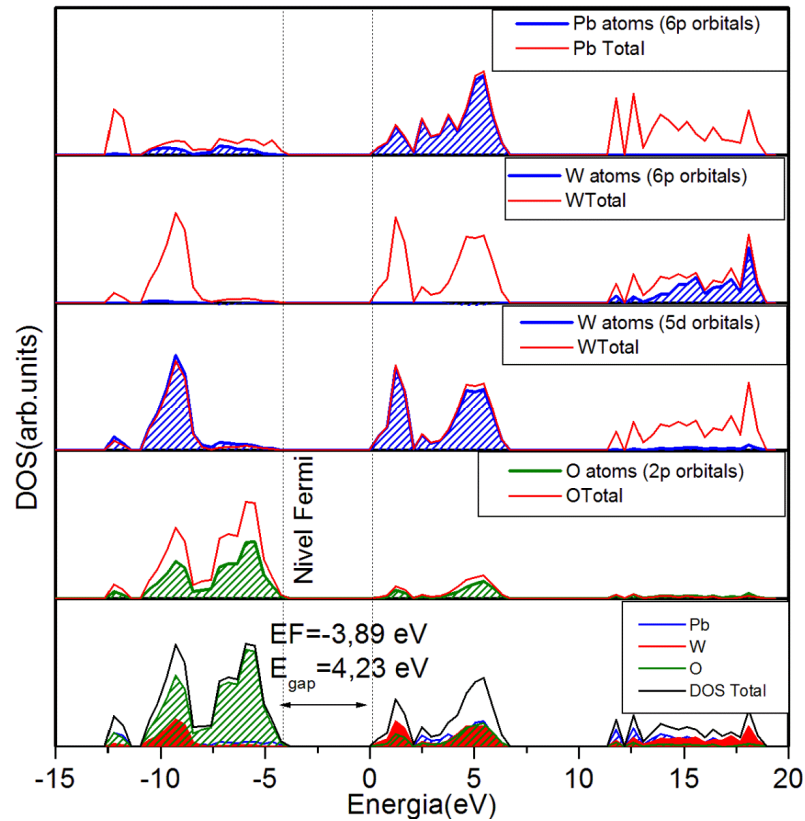 Pb atoms (6p orbitals)
Pb Total
W atoms (6p orbitals)
WTotal
W atoms (5d orbitals)
WTotal
O atoms (2p orbitals)
OTotal
DOS(arb.units)
Nivel Fermi
EF=-3,89 eV
E_gap=4,23 eV
Pb
W
O
DOS Total
-15 -10 -5 0 5 10 15 20
Energia(eV)